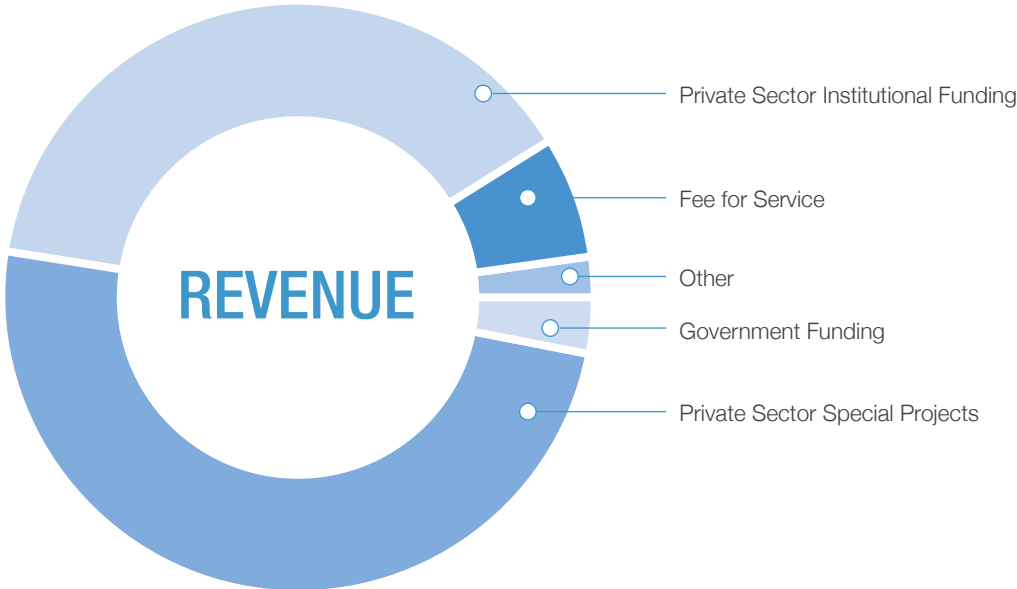 Private Sector Institutional Funding
Fee for Service
Other
REVENUE
Government Funding
Private Sector Special Projects